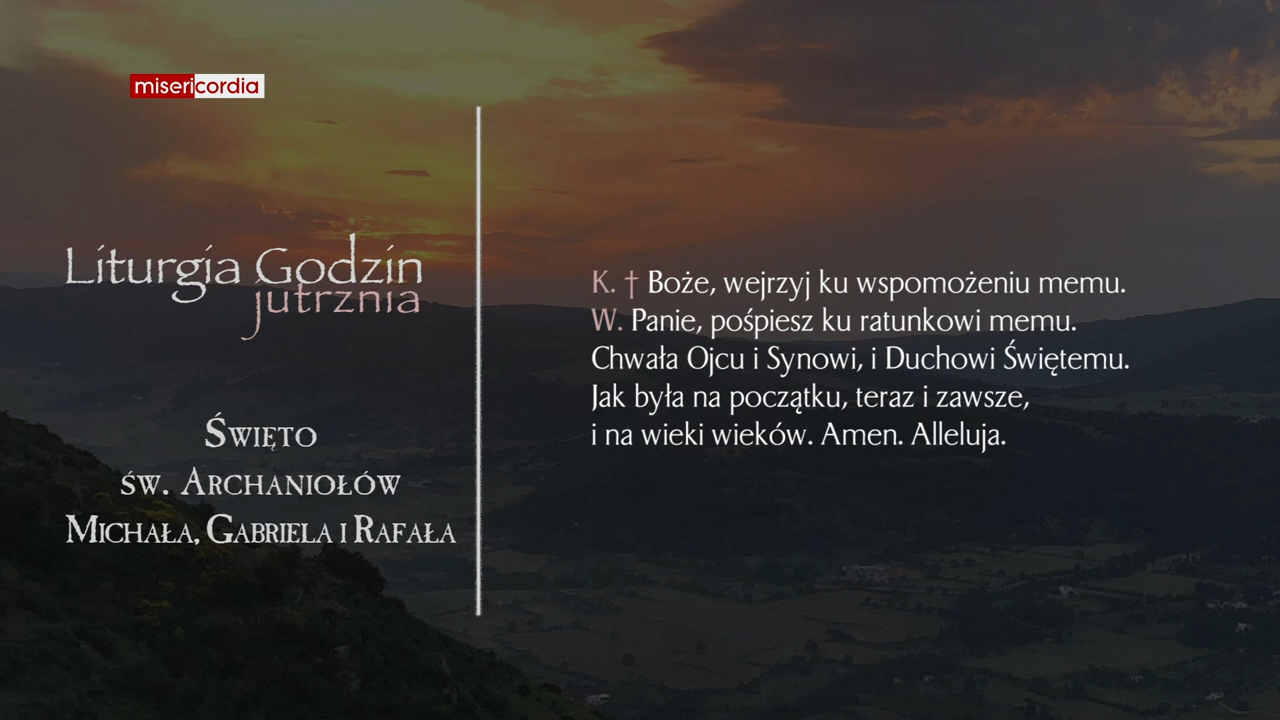 misericordia
Liturgia Godzin
jutrznia
Święto
św. Archaniołów
Michała, Gabriela i Rafała
K. † Boże, wejrzyj ku wspomożeniu memu.
W. Panie, pośpiesz ku ratunkowi memu.
Chwała Ojcu i Synowi, i Duchowi Świętemu.
Jak była na początku, teraz i zawsze,
i na wieki wieków. Amen. Alleluja.